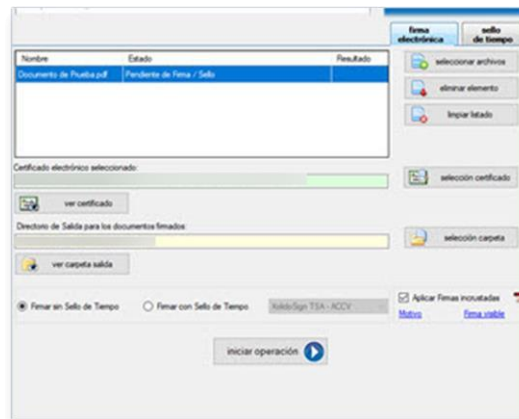 firma electrónica
sello de tiempo
Nombre Estado Resultado
Documento de Prueba.pdf Pendiente de Firma / Sello
seleccionar archivos
eliminar elemento
limpiar listado
Certificado electrónico seleccionado:
selección certificado
ver certificado
Directorio de Salida para los documentos firmados:
selección carpeta
ver carpeta salida
Firmar sin Sello de Tiempo Firmar con Sello de Tiempo XolidoSign TSA - ACCV
Aplicar Firmas incrustadas
Motivo Firma visible
iniciar operación